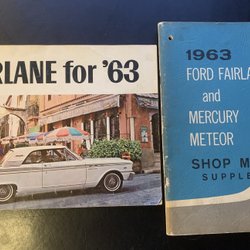 RLANE for '63
1963
FORD FAIRLA
and
MERCURY
METEOR
SHOP M
SUPPLE